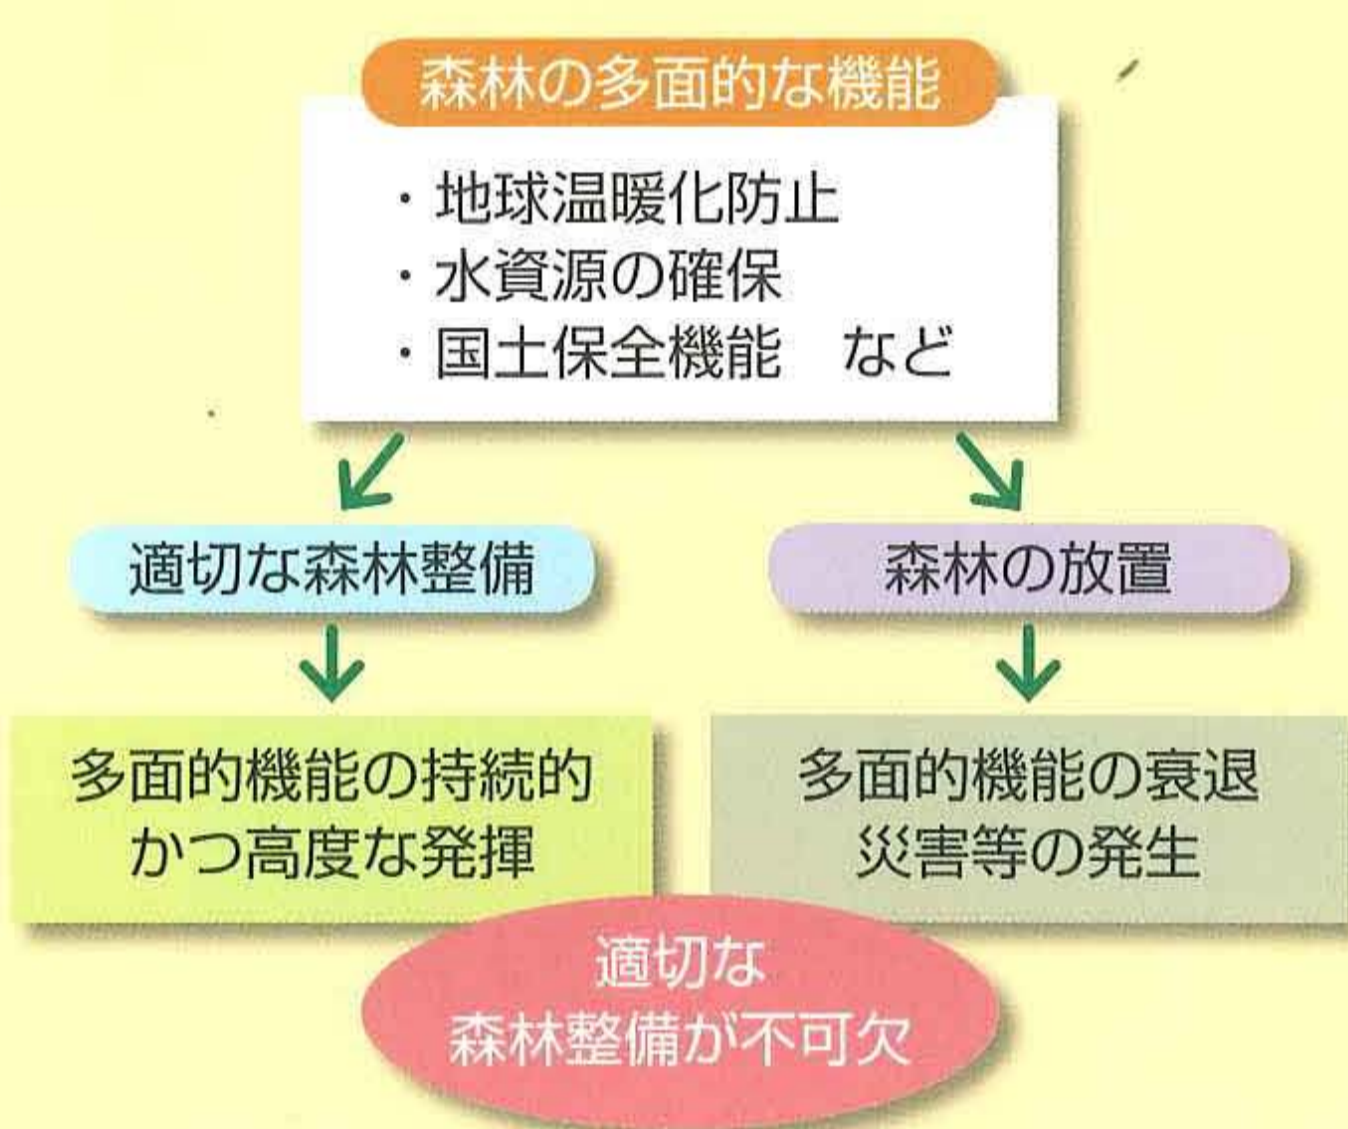 森林の多面的な機能
・地球温暖化防止
・水資源の確保
・国土保全機能　など
適切な森林整備
森林の放置
多面的機能の持続的
かつ高度な発揮
多面的機能の衰退
災害等の発生
適切な
森林整備が不可欠